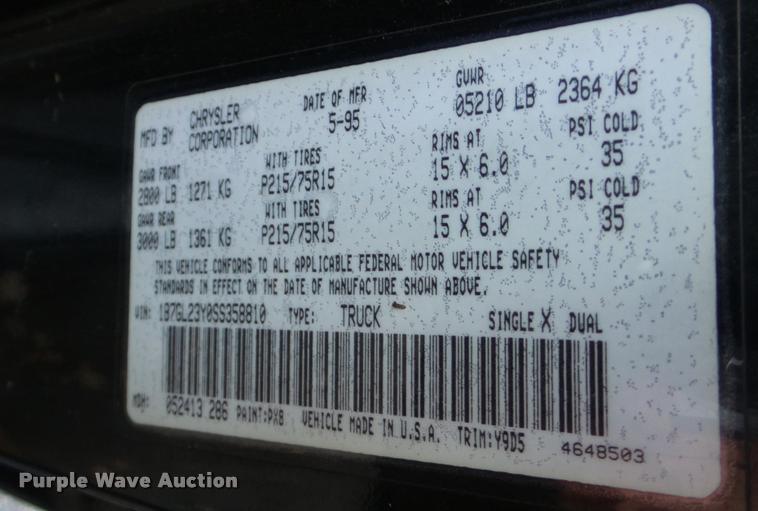 MFD BY CHRYSLER CORPORATION DATE OF MFR 5-95 GVWR 05210 LB 2364 KG
GAWR FRONT WITH TIRES RIMS AT PSI COLD
2800 LB 1271 KG P215/75R15 15 X 6.0 35
GAWR REAR WITH TIRES RIMS AT PSI COLD
3000 LB 1361 KG P215/75R15 15 X 6.0 35
THIS VEHICLE CONFORMS TO ALL APPLICABLE FEDERAL MOTOR VEHICLE SAFETY
STANDARDS IN EFFECT ON THE DATE OF MANUFACTURE SHOWN ABOVE.
VIN: 1B7GL23Y0SS358810 TYPE: TRUCK SINGLE X DUAL
MDH: 052413 286 PAINT:PX8 VEHICLE MADE IN U.S.A. TRIM:Y9D5 4648503
Purple Wave Auction